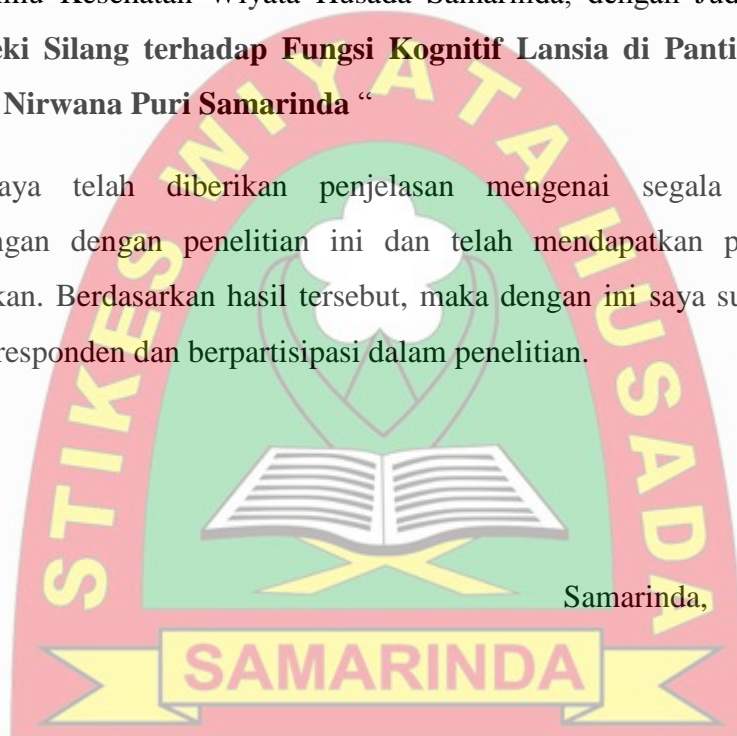 Kesehatan Wiyata Husada Samarinda, dengan Jud
eki Silang terhadap Fungsi Kognitif Lansia di Panti
Nirwana Puri Samarinda “
aya telah diberikan penjelasan mengenai segala
ngan dengan penelitian ini dan telah mendapatkan p
kan. Berdasarkan hasil tersebut, maka dengan ini saya su
responden dan berpartisipasi dalam penelitian.
Samarinda,
STIKES WIYATA HUSADA
SAMARINDA